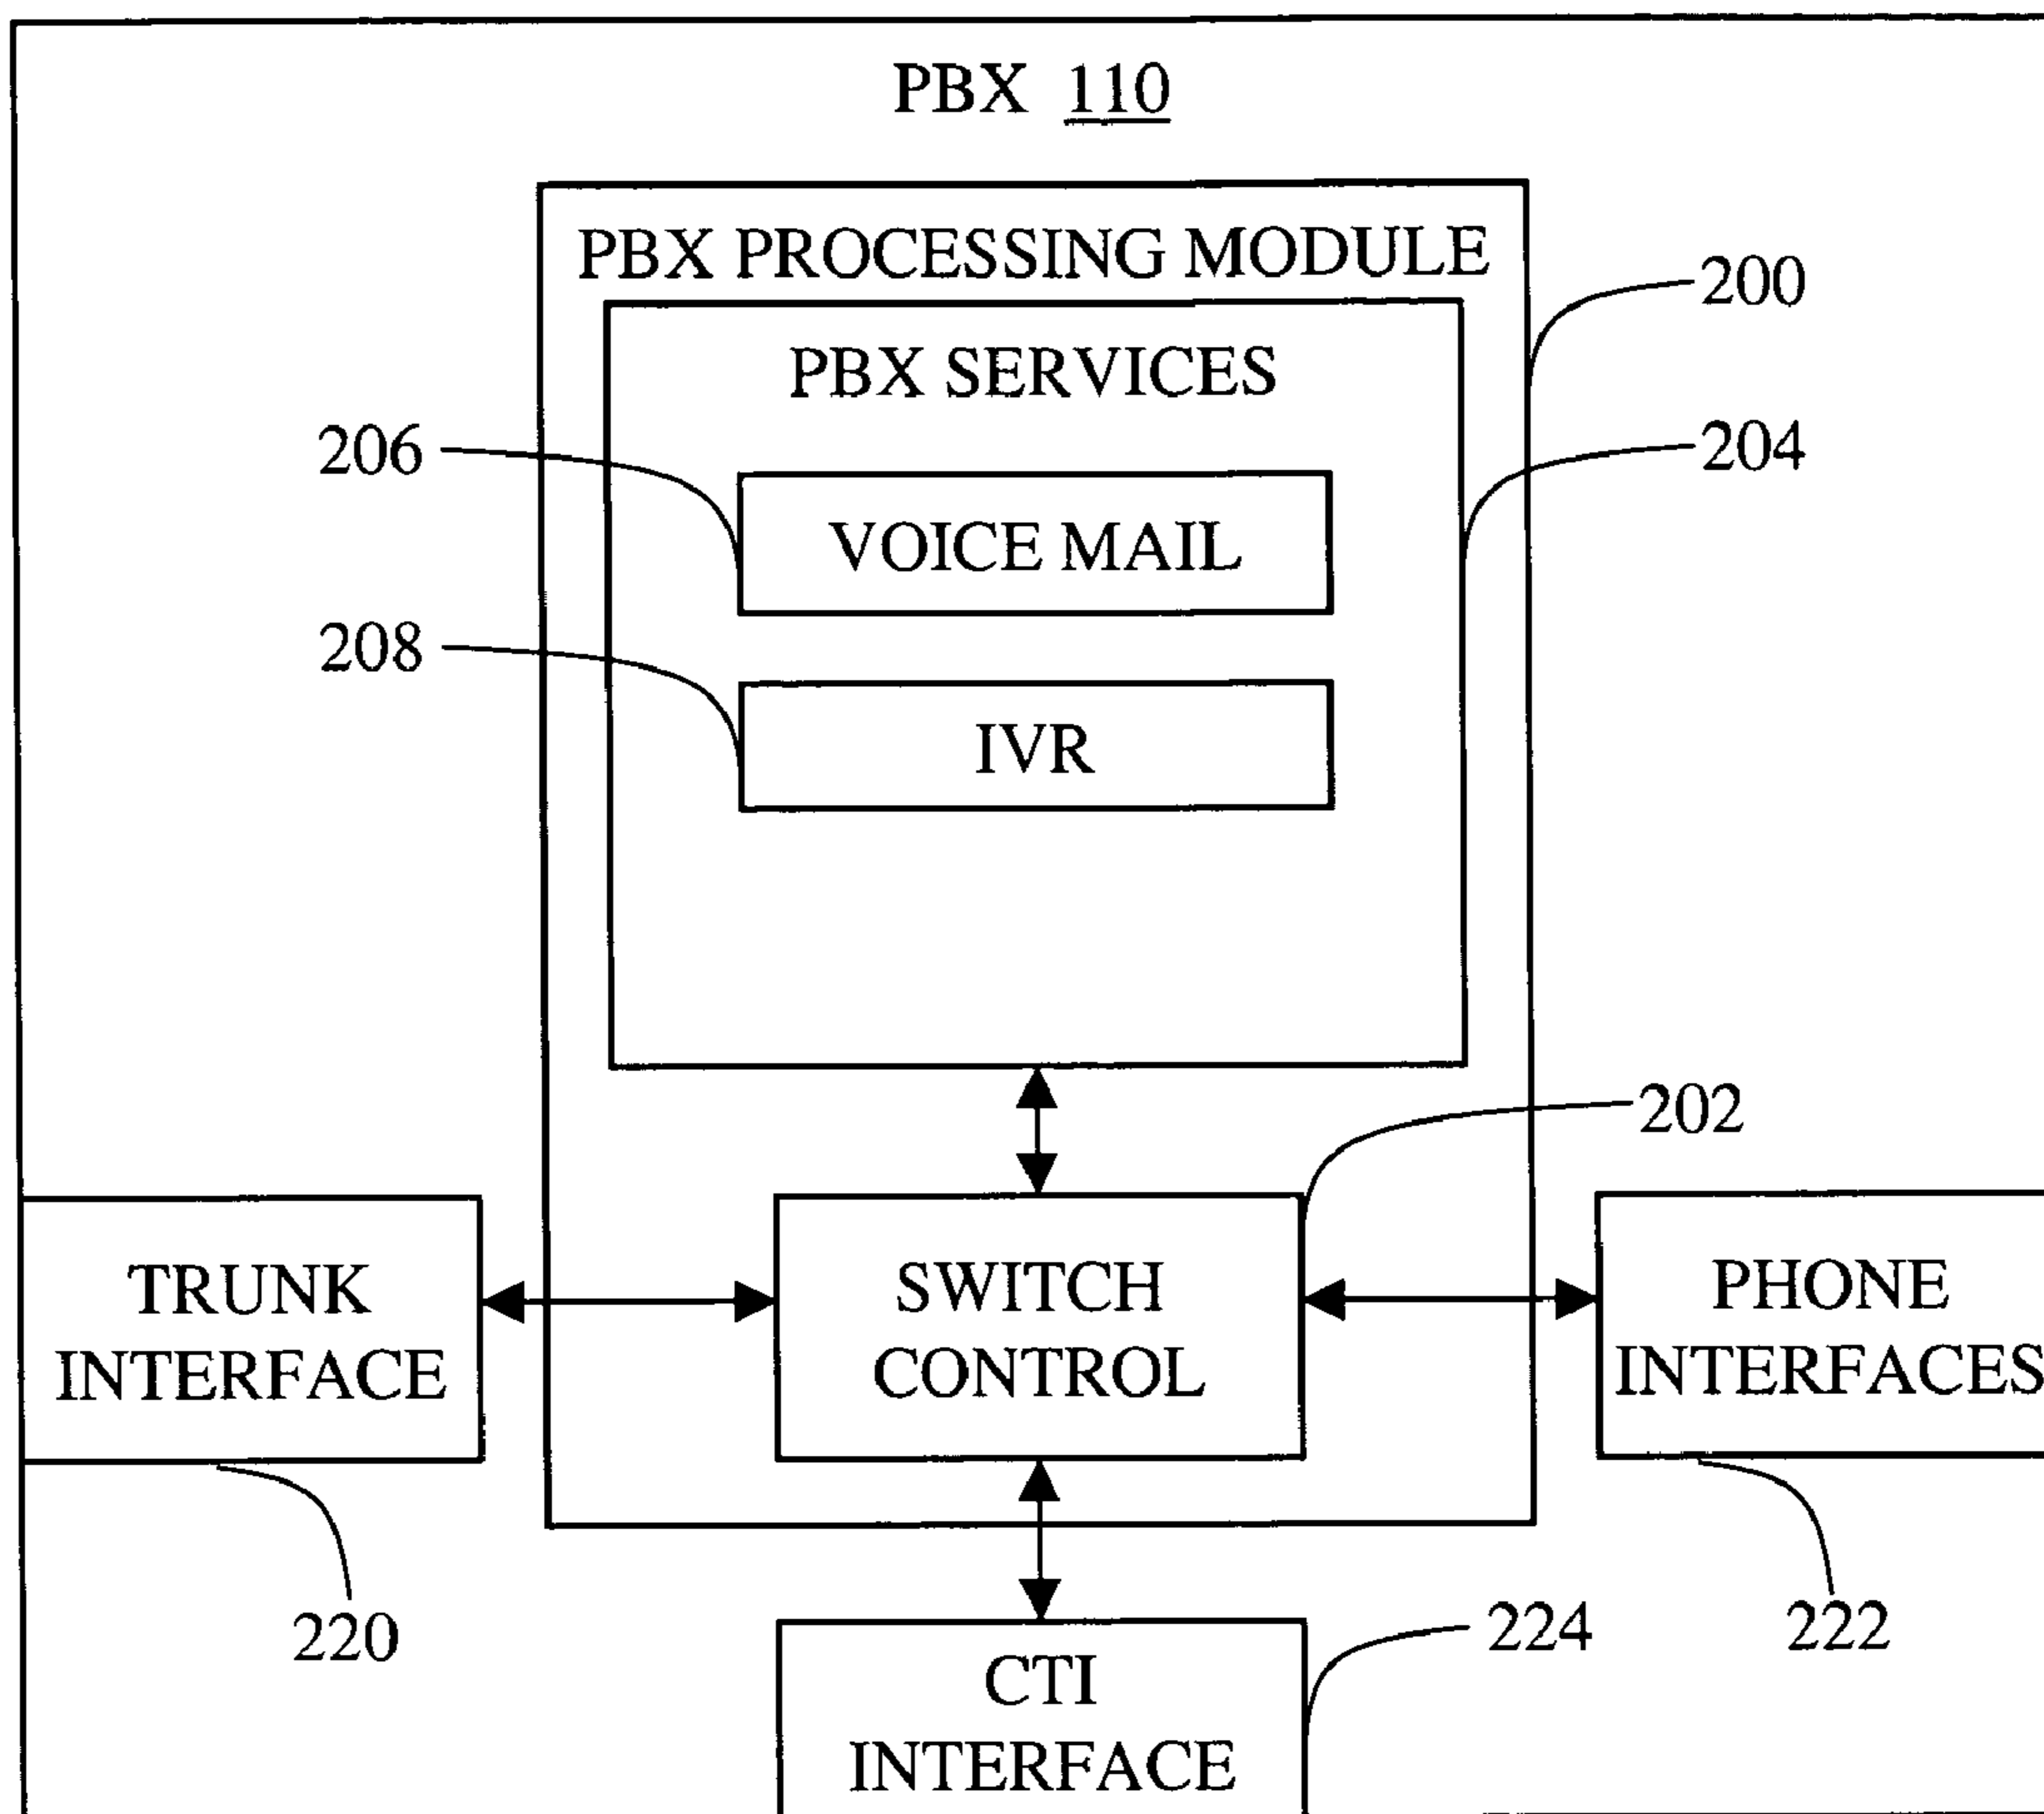 PBX 110
PBX PROCESSING MODULE
200
PBX SERVICES
206
204
VOICE MAIL
208
IVR
202
TRUNK
INTERFACE
SWITCH
CONTROL
PHONE
INTERFACES
220
224
222
CTI
INTERFACE